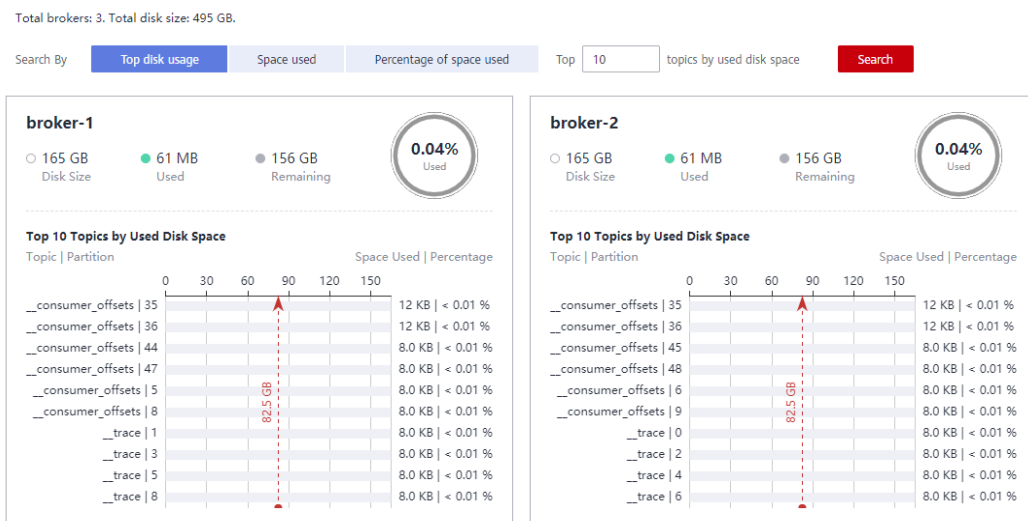 Total brokers: 3. Total disk size: 495 GB.
Search By Top disk usage Space used Percentage of space used Top 10 topics by used disk space Search
broker-1
165 GB 61 MB 156 GB
Disk Size Used Remaining
0.04%
Used
Top 10 Topics by Used Disk Space
Topic | Partition Space Used | Percentage
0 30 60 90 120 150
__consumer_offsets | 35 12 KB | < 0.01 %
__consumer_offsets | 36 12 KB | < 0.01 %
__consumer_offsets | 44 8.0 KB | < 0.01 %
__consumer_offsets | 47 8.0 KB | < 0.01 %
__consumer_offsets | 5 8.0 KB | < 0.01 %
__consumer_offsets | 8 8.0 KB | < 0.01 %
__trace | 1 8.0 KB | < 0.01 %
__trace | 3 8.0 KB | < 0.01 %
__trace | 5 8.0 KB | < 0.01 %
__trace | 8 8.0 KB | < 0.01 %
82.5 GB
broker-2
165 GB 61 MB 156 GB
Disk Size Used Remaining
0.04%
Used
Top 10 Topics by Used Disk Space
Topic | Partition Space Used | Percentage
0 30 60 90 120 150
__consumer_offsets | 35 12 KB | < 0.01 %
__consumer_offsets | 36 12 KB | < 0.01 %
__consumer_offsets | 45 8.0 KB | < 0.01 %
__consumer_offsets | 48 8.0 KB | < 0.01 %
__consumer_offsets | 6 8.0 KB | < 0.01 %
__consumer_offsets | 9 8.0 KB | < 0.01 %
__trace | 0 8.0 KB | < 0.01 %
__trace | 2 8.0 KB | < 0.01 %
__trace | 4 8.0 KB | < 0.01 %
__trace | 6 8.0 KB | < 0.01 %
82.5 GB